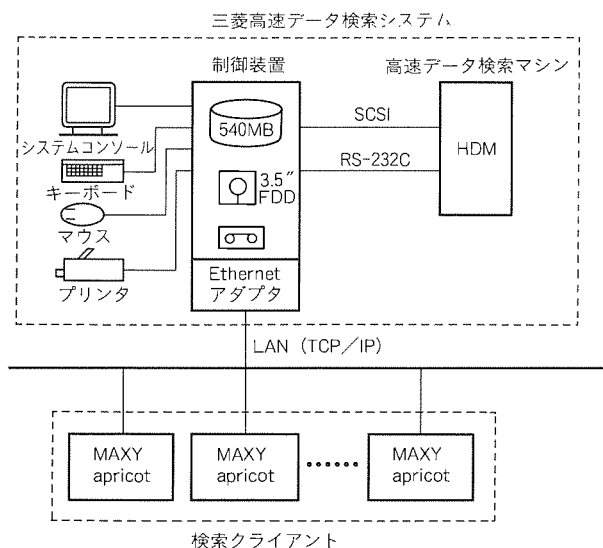 三菱高速データ検索システム
制御装置
高速データ検索マシン
540MB
システムコンソール
キーボード
マウス
プリンタ
3.5″
FDD
SCSI
RS-232C
HDM
Ethernet
アダプタ
LAN（TCP／IP）
MAXY
apricot
MAXY
apricot
……
MAXY
apricot
検索クライアント